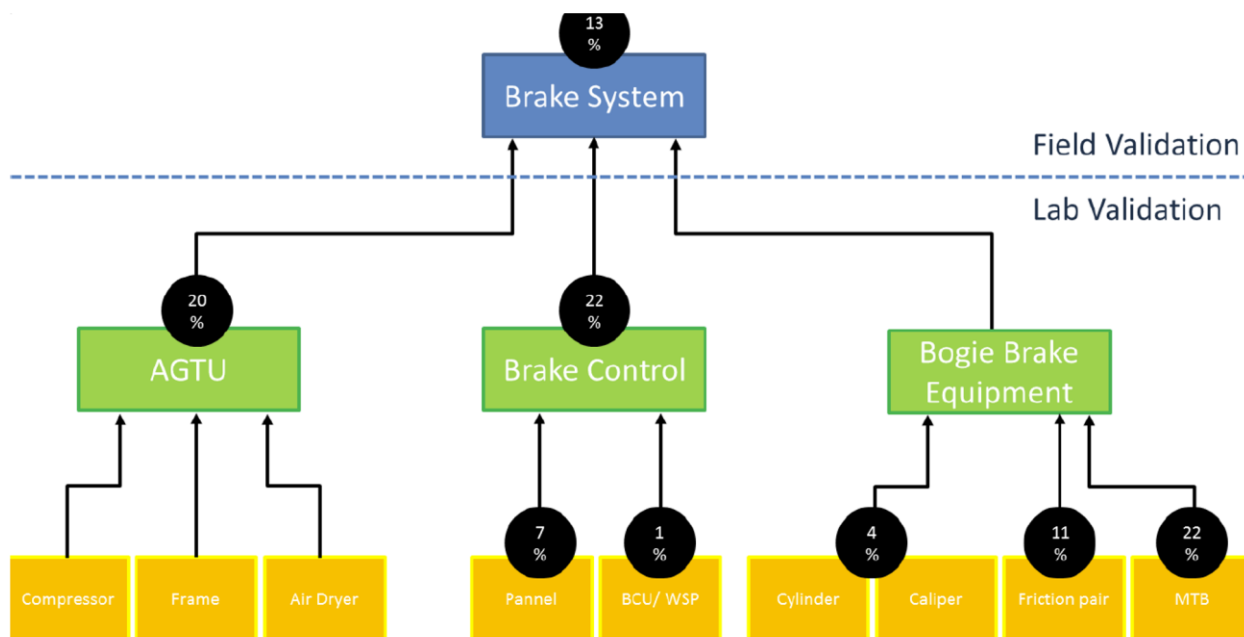 13
%
Brake System
Field Validation
Lab Validation
20
%
22
%
AGTU
Brake Control
Bogie Brake
Equipment
7
%
1
%
4
%
11
%
22
%
Compressor
Frame
Air Dryer
Pannel
BCU/ WSP
Cylinder
Caliper
Friction pair
MTB